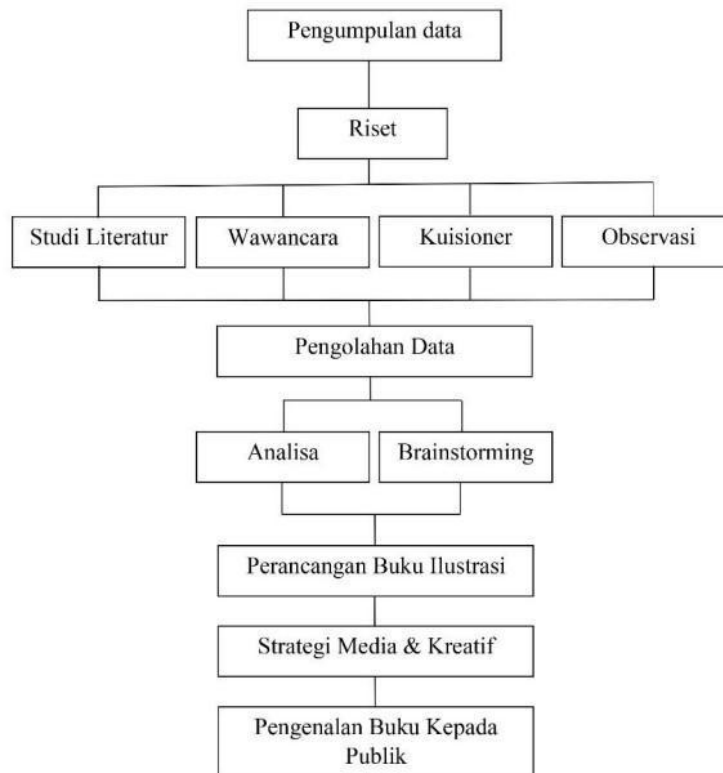 Pengumpulan data
Riset
Studi Literatur
Wawancara
Kuisioner
Observasi
Pengolahan Data
Analisa
Brainstorming
Perancangan Buku Ilustrasi
Strategi Media & Kreatif
Pengenalan Buku Kepada
Publik